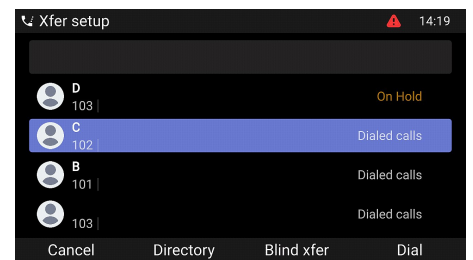 Xfer setup 14:19
D
103 | On Hold
C
102 | Dialed calls
B
101 | Dialed calls
103 | Dialed calls
Cancel Directory Blind xfer Dial